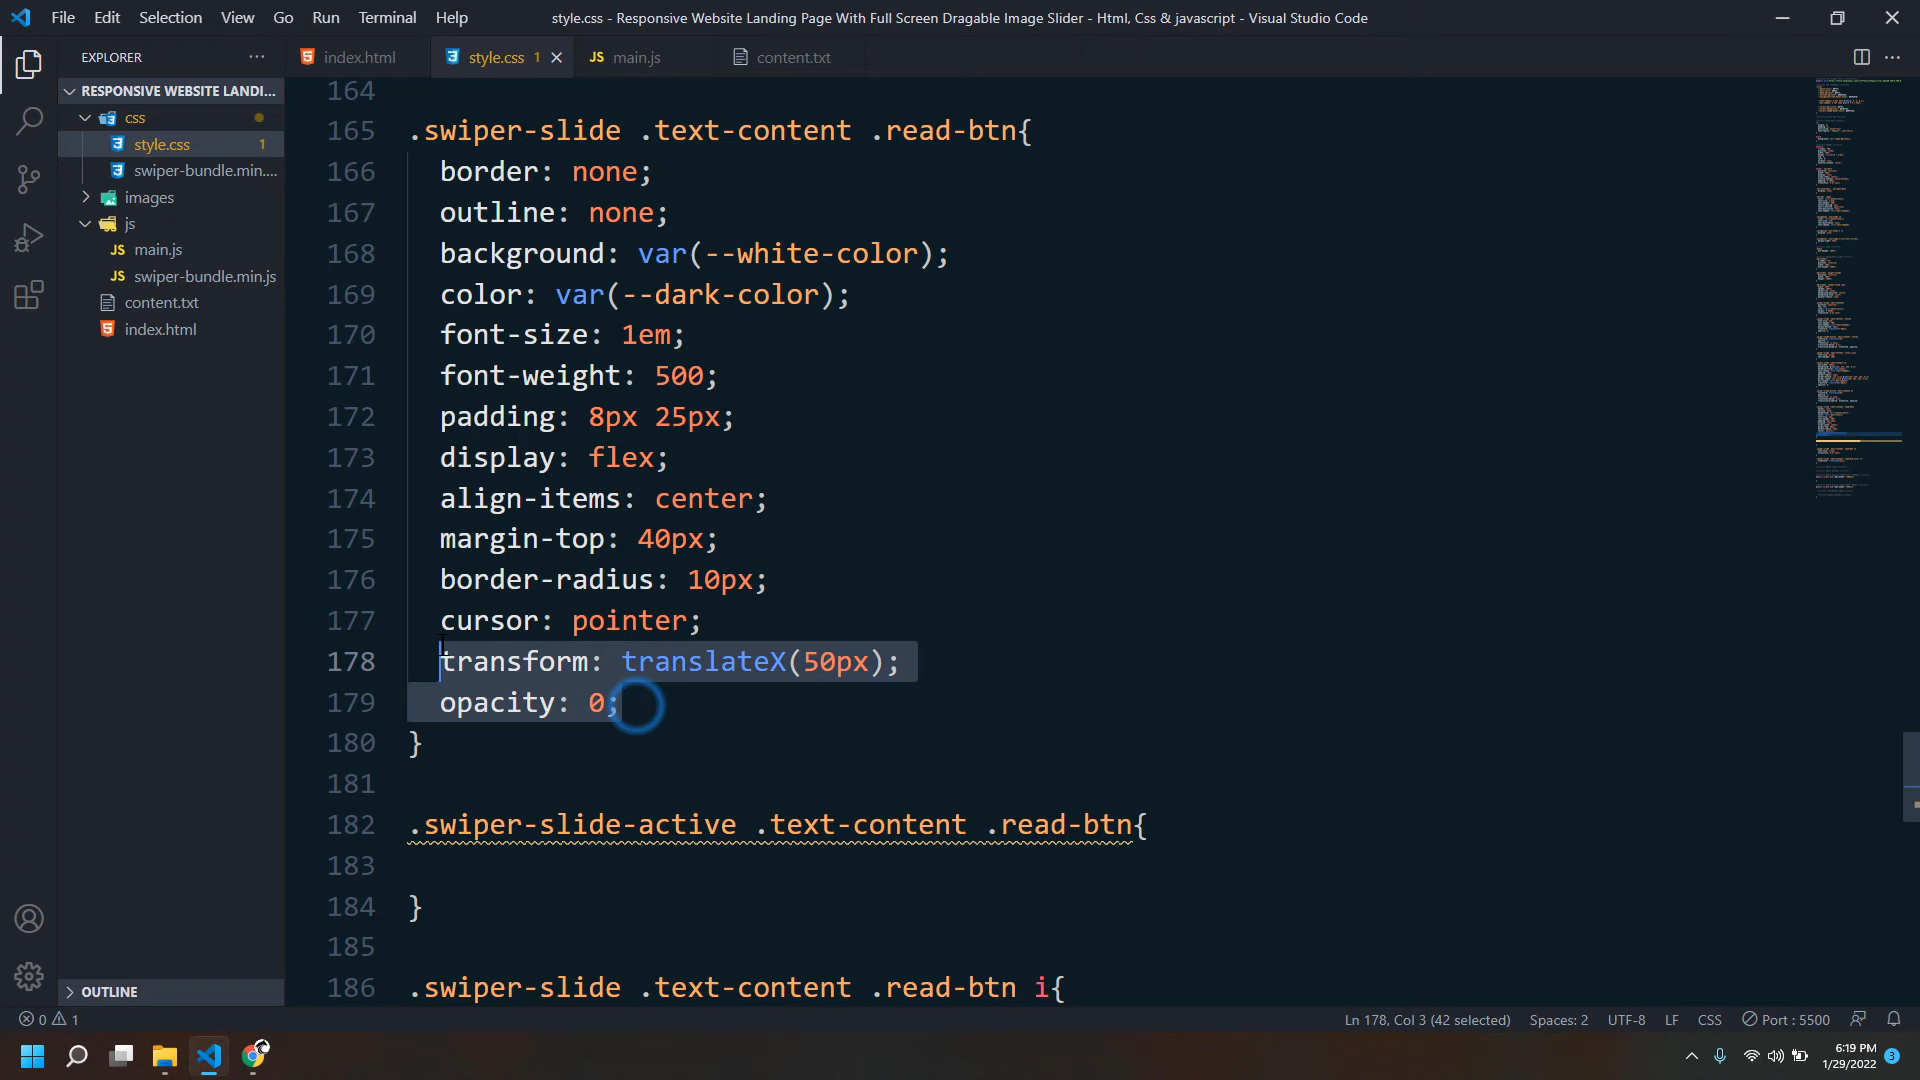 File Edit Selection View Go Run Terminal Help
style.css - Responsive Website Landing Page With Full Screen Dragable Image Slider - Html, Css & javascript - Visual Studio Code
EXPLORER ···
index.html
style.css 1
JS main.js
content.txt
RESPONSIVE WEBSITE LANDI...
css
style.css 1
swiper-bundle.min....
images
js
JS main.js
JS swiper-bundle.min.js
content.txt
index.html
OUTLINE
164
165 .swiper-slide .text-content .read-btn{
166 border: none;
167 outline: none;
168 background: var(--white-color);
169 color: var(--dark-color);
170 font-size: 1em;
171 font-weight: 500;
172 padding: 8px 25px;
173 display: flex;
174 align-items: center;
175 margin-top: 40px;
176 border-radius: 10px;
177 cursor: pointer;
178 transform: translateX(50px);
179 opacity: 0;
180 }
181
182 .swiper-slide-active .text-content .read-btn{
183
184 }
185
186 .swiper-slide .text-content .read-btn i{
0 1
Ln 178, Col 3 (42 selected) Spaces: 2 UTF-8 LF CSS Port : 5500
6:19 PM
1/29/2022 3